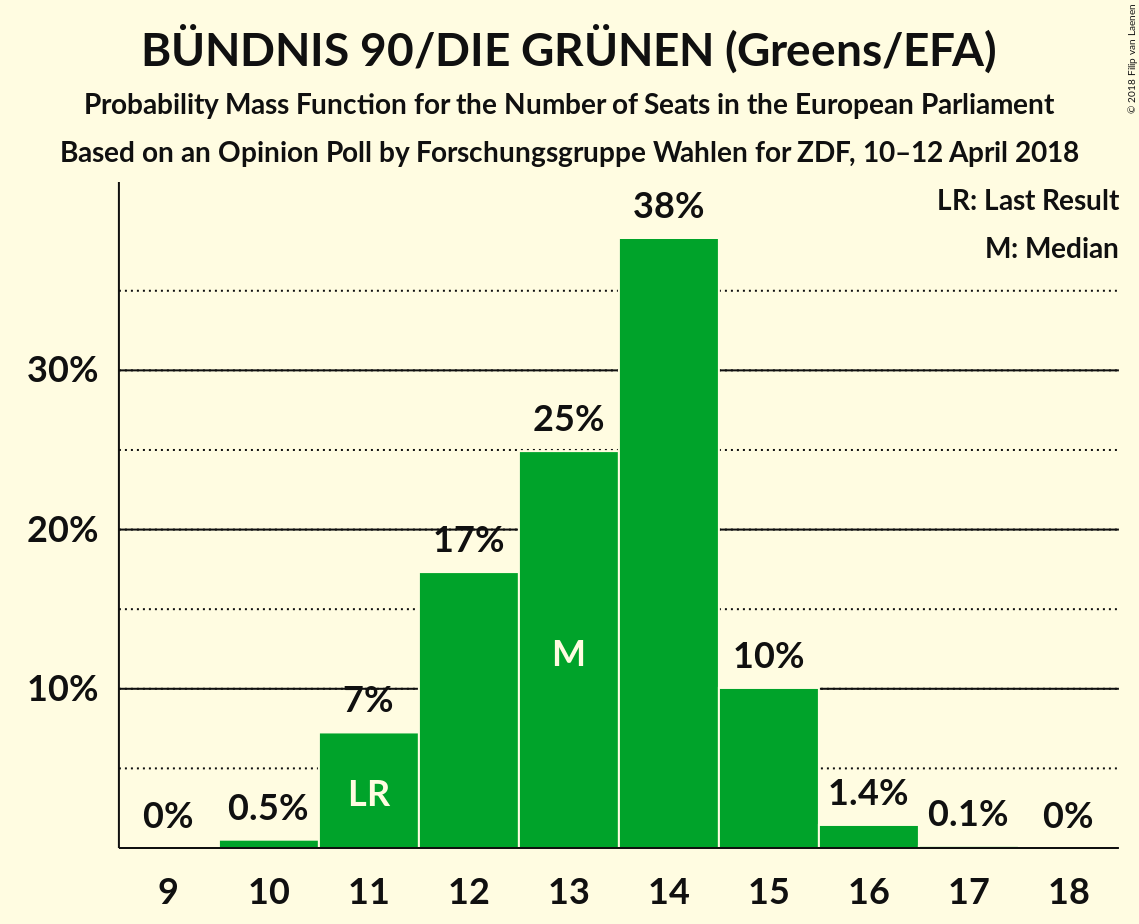 BÜNDNIS 90/DIE GRÜNEN (Greens/EFA)
Probability Mass Function for the Number of Seats in the European Parliament
Based on an Opinion Poll by Forschungsgruppe Wahlen for ZDF, 10–12 April 2018
© 2018 Filip van Laenen
LR: Last Result
M: Median
38%
30%
25%
20%
17%
M
10%
10%
7%
LR
0%
0.5%
1.4%
0.1%
0%
9 10 11 12 13 14 15 16 17 18